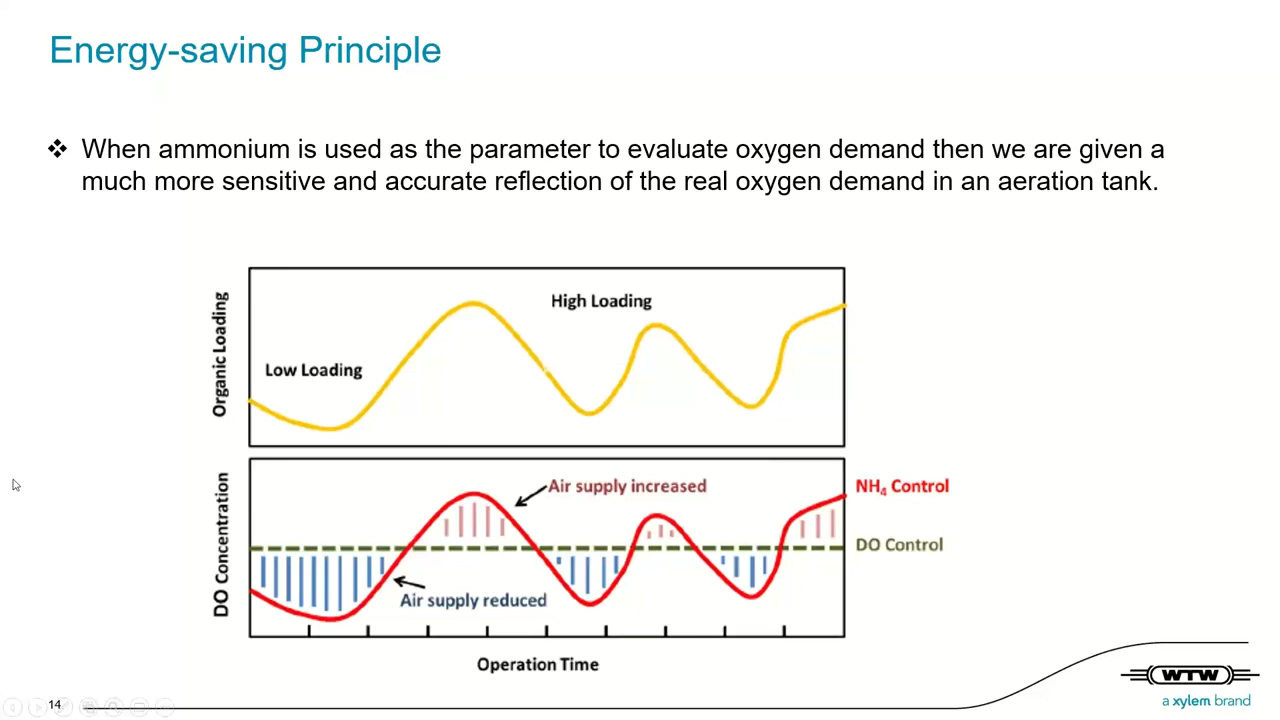 Energy-saving Principle
❖ When ammonium is used as the parameter to evaluate oxygen demand then we are given a
much more sensitive and accurate reflection of the real oxygen demand in an aeration tank.
Organic Loading
High Loading
Low Loading
DO Concentration
Air supply increased
NH₄ Control
DO Control
Air supply reduced
Operation Time
WTW
a xylem brand
14